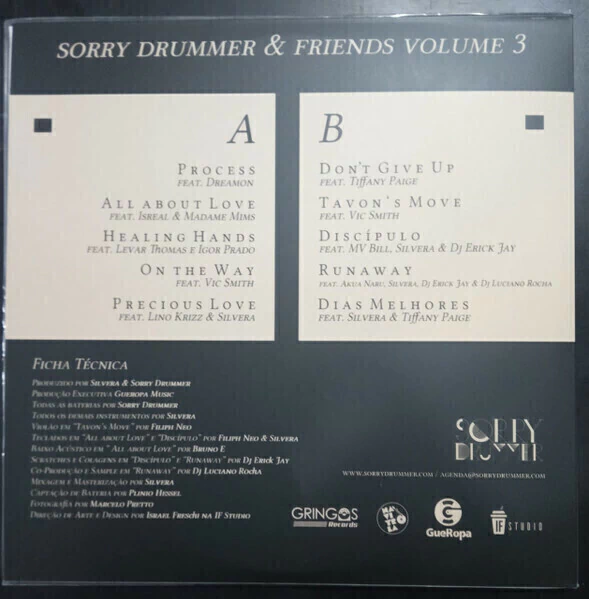 SORRY DRUMMER & FRIENDS VOLUME 3
A
PROCESS
FEAT. DREAMON
ALL ABOUT LOVE
FEAT. ISREAL & MADAME MIMS
HEALING HANDS
FEAT. LEVAR THOMAS E IGOR PRADO
ON THE WAY
FEAT. VIC SMITH
PRECIOUS LOVE
FEAT. LINO KRIZZ & SILVERA
B
DON'T GIVE UP
FEAT. TIFFANY PAIGE
TAVON'S MOVE
FEAT. VIC SMITH
DISCÍPULO
FEAT. MV BILL, SILVERA & DJ ERICK JAY
RUNAWAY
FEAT. AKUA NARU, SILVERA, DJ ERICK JAY & DJ LUCIANO ROCHA
DIAS MELHORES
FEAT. SILVERA & TIFFANY PAIGE
FICHA TÉCNICA
PRODUZIDO POR SILVERA & SORRY DRUMMER
PRODUÇÃO EXECUTIVA GUEROPA MUSIC
TODAS AS BATERIAS POR SORRY DRUMMER
TODOS OS DEMAIS INSTRUMENTOS POR SILVERA
VIOLÃO EM "TAVON'S MOVE" POR FILIPH NEO
TECLADOS EM "ALL ABOUT LOVE" E "DISCÍPULO" POR FILIPH NEO & SILVERA
BAIXO ACÚSTICO EM " ALL ABOUT LOVE" POR BRUNO E
SCRATCHES E COLAGENS EM "DISCÍPULO" E "RUNAWAY" POR DJ ERICK JAY
CO-PRODUÇÃO E SAMPLE EM "RUNAWAY" POR DJ LUCIANO ROCHA
MIXAGEM E MASTERIZAÇÃO POR SILVERA
CAPTAÇÃO DE BATERIA POR PLINIO HESSEL
FOTOGRAFIA POR MARCELO PRETTO
DIREÇÃO DE ARTE E DESIGN POR ISRAEL FRESCHI NA IF STUDIO
SORRY
DRUMMER
WWW.SORRYDRUMMER.COM / AGENDA@SORRYDRUMMER.COM
GRINGOS
Records
GueRopa
IF STUDIO